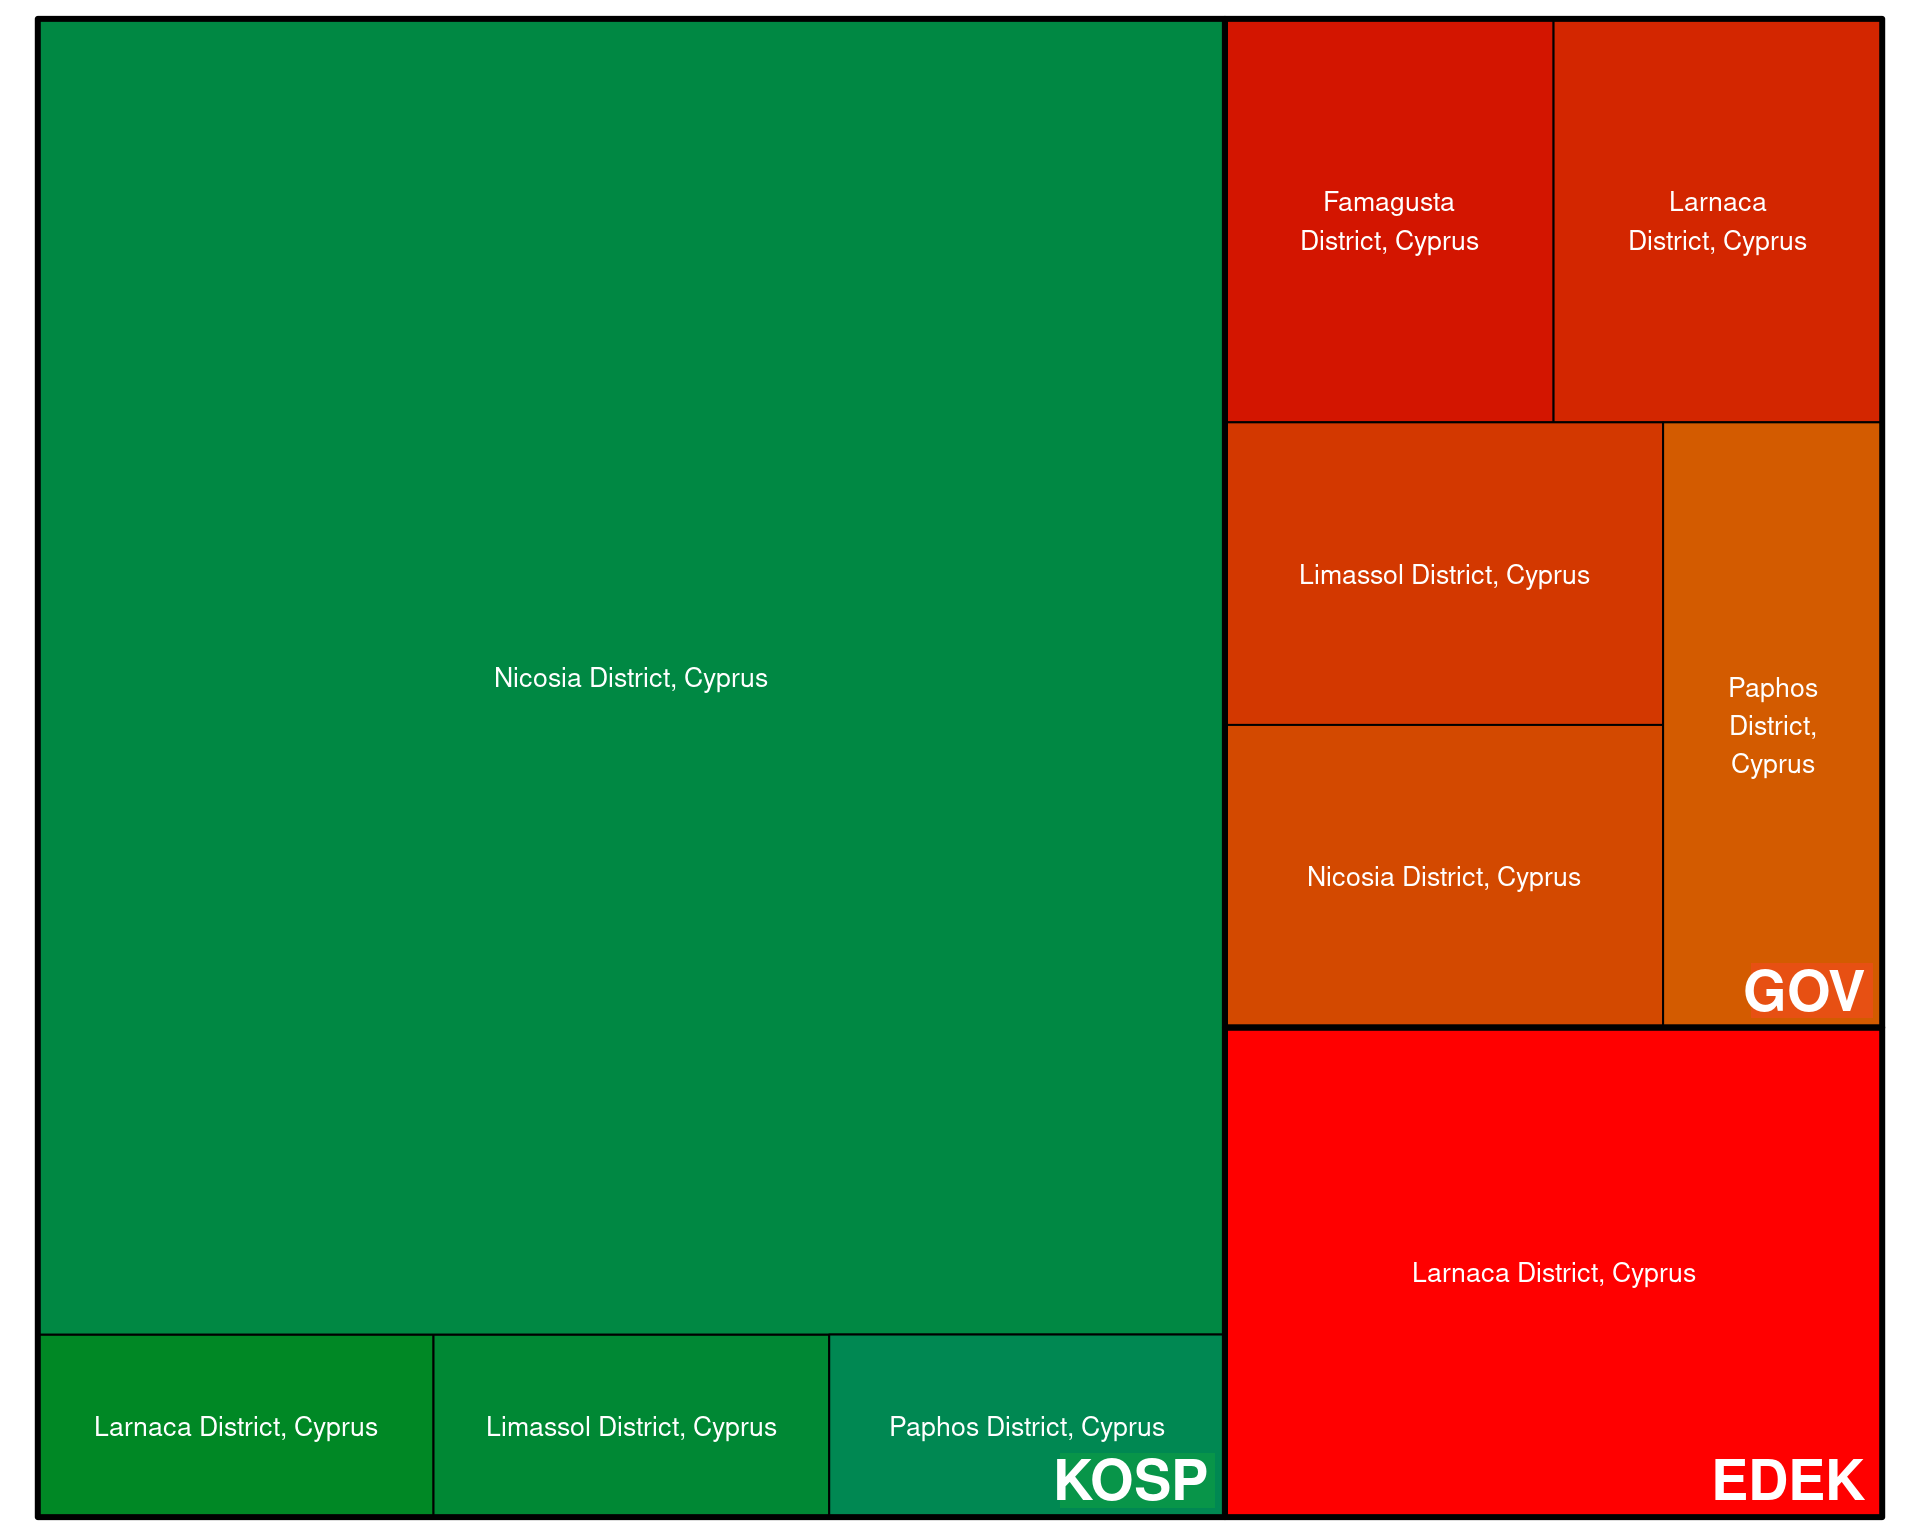 Nicosia District, Cyprus
Larnaca District, Cyprus
Limassol District, Cyprus
Paphos District, Cyprus
KOSP
Famagusta
District, Cyprus
Larnaca
District, Cyprus
Limassol District, Cyprus
Nicosia District, Cyprus
Paphos
District,
Cyprus
GOV
Larnaca District, Cyprus
EDEK